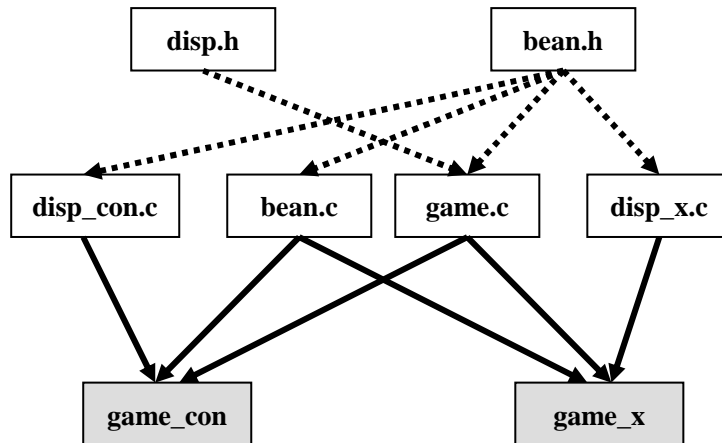 disp.h
bean.h
disp_con.c
bean.c
game.c
disp_x.c
game_con
game_x